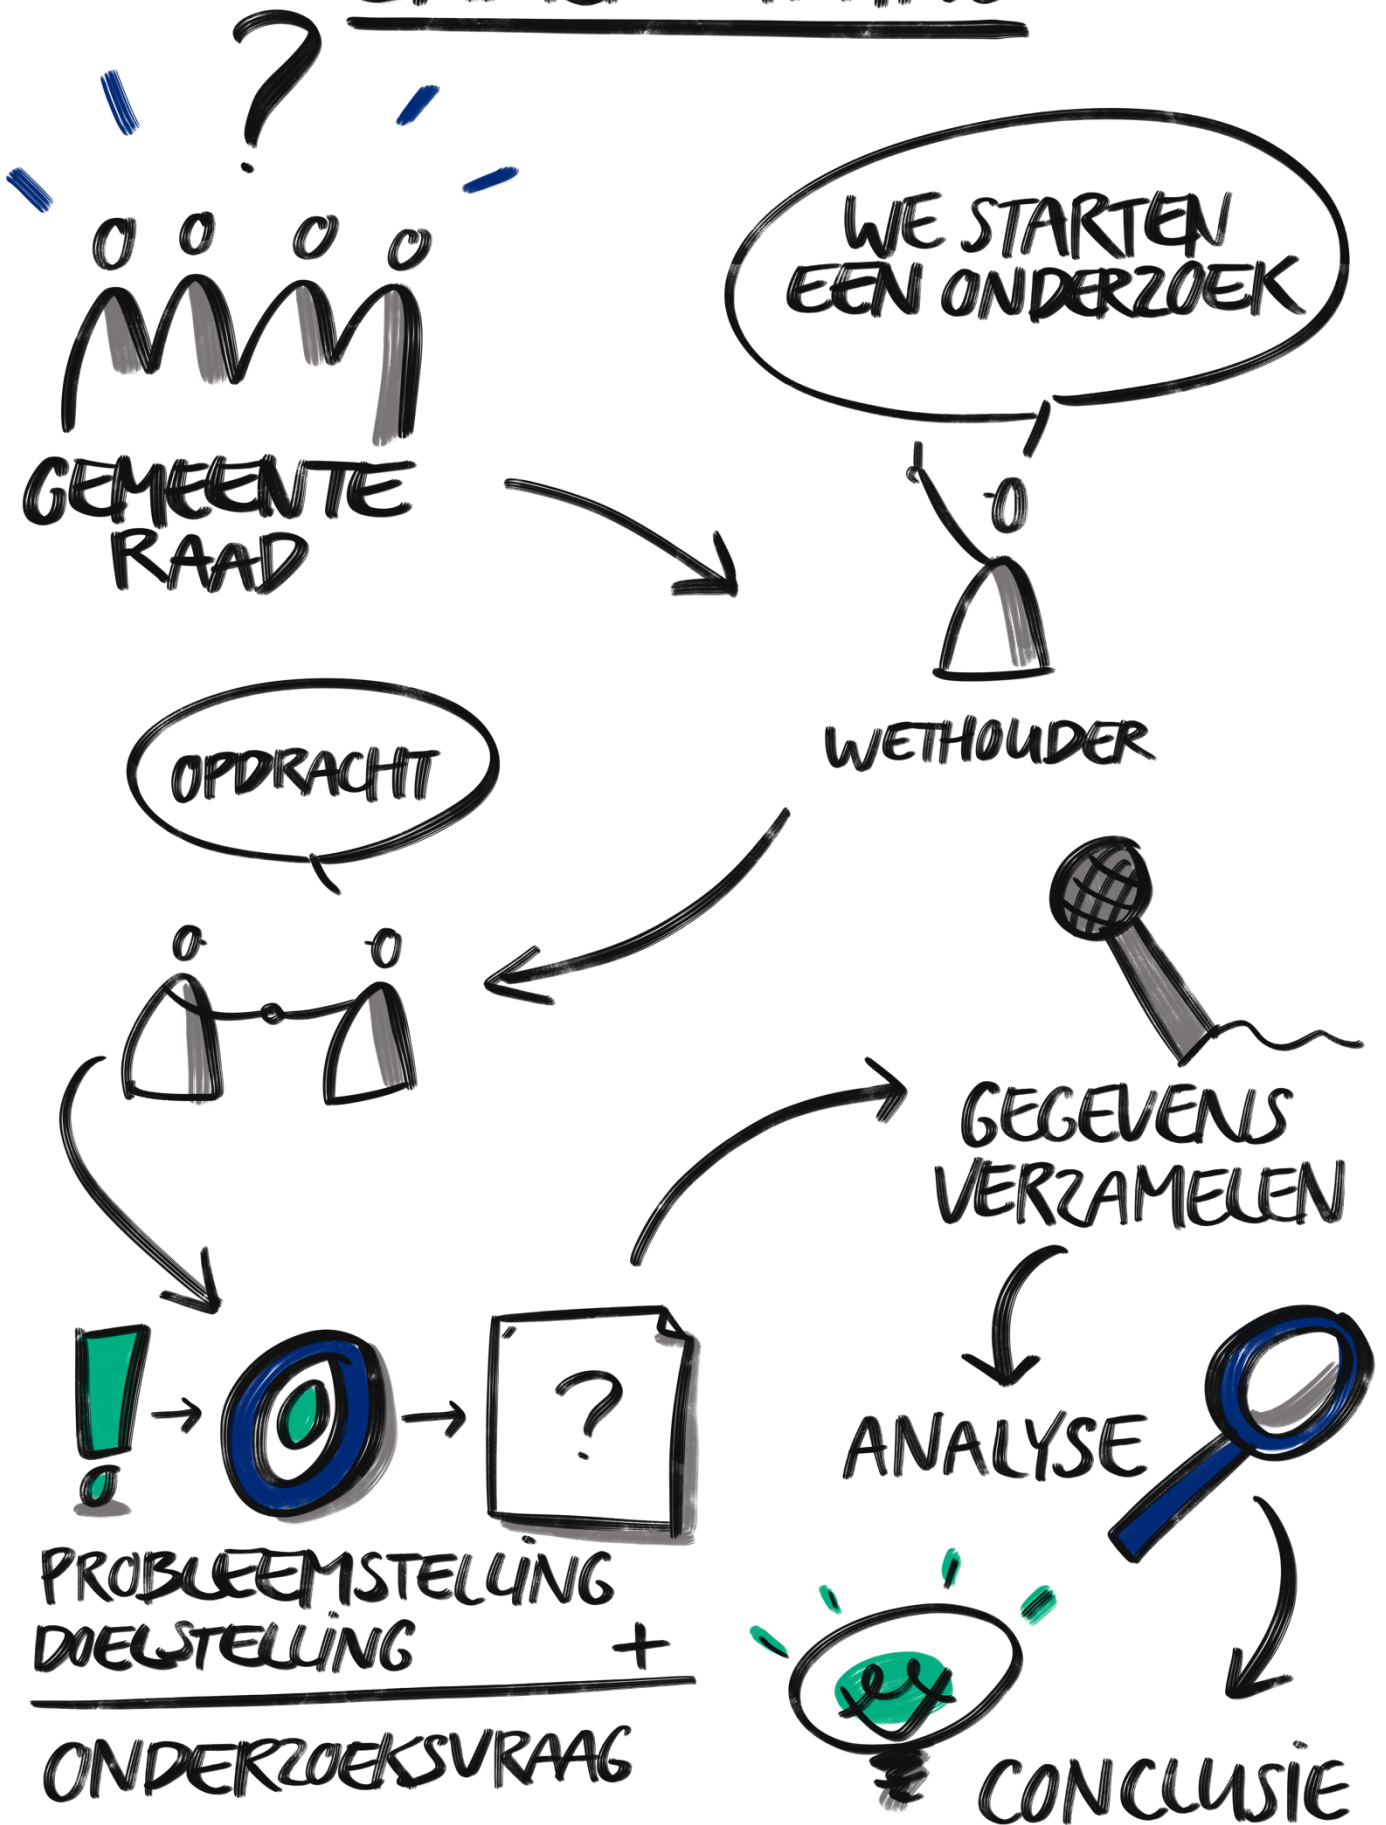 ?
WE STARTEN
EEN ONDERZOEK
GEMEENTE
RAAD
WETHOUDER
OPDRACHT
GEGEVENS
VERZAMELEN
?
ANALYSE
PROBLEEMSTELLING
DOELSTELLING +
ONDERZOEKSVRAAG
CONCLUSIE